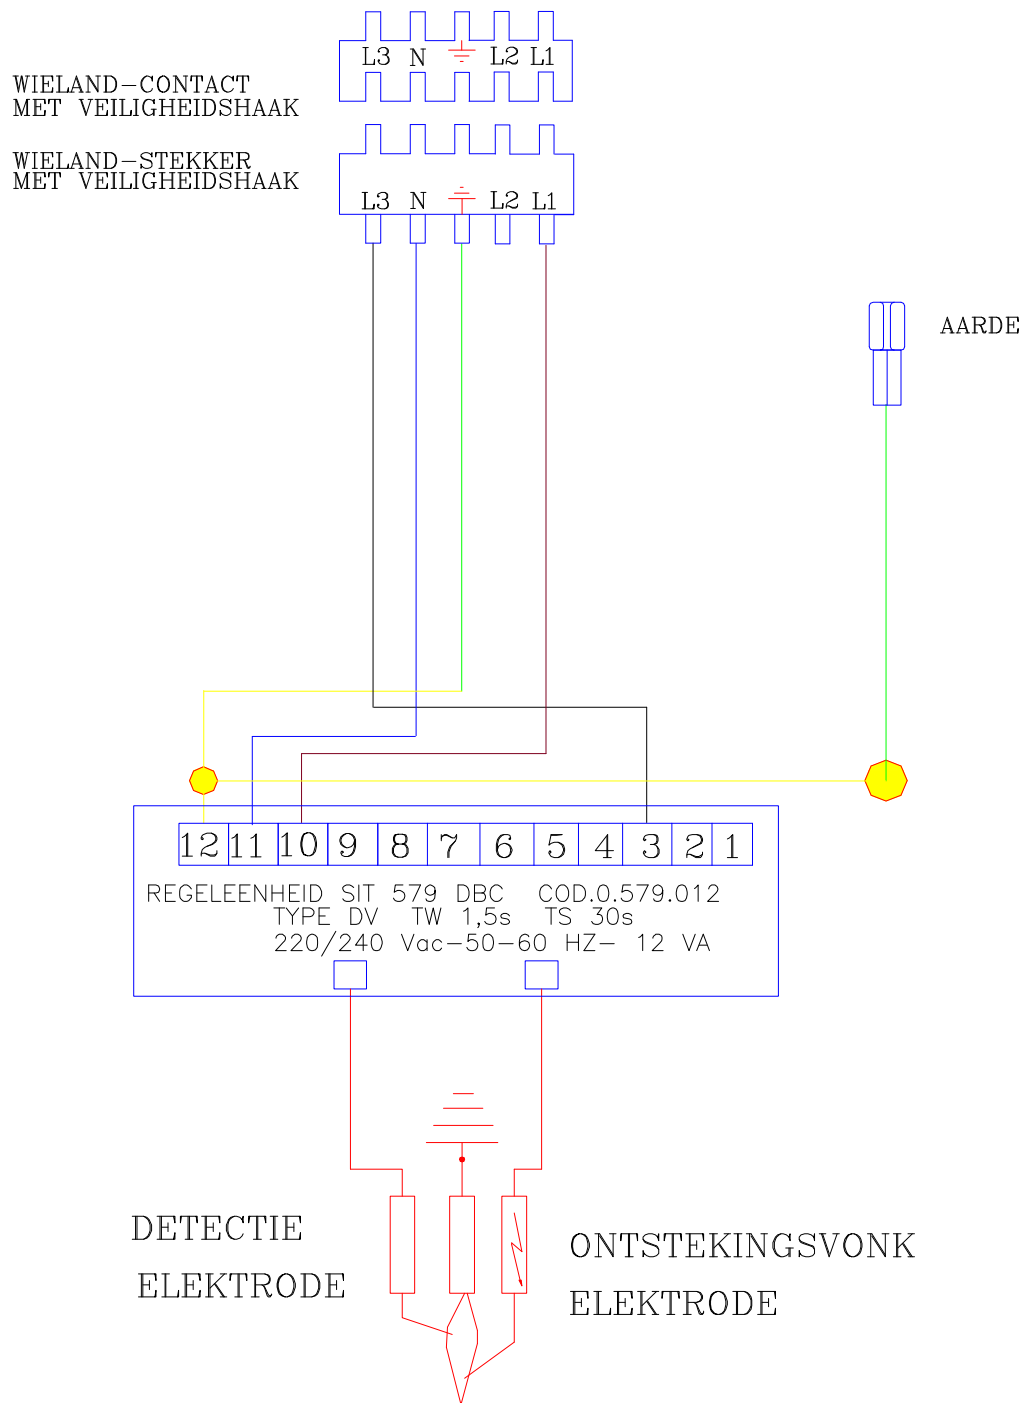 L3 N L2 L1
WIELAND-CONTACT
MET VEILIGHEIDSHAAK
WIELAND-STEKKER
MET VEILIGHEIDSHAAK
L3 N L2 L1
AARDE
12 11 10 9 8 7 6 5 4 3 2 1
REGELEENHEID SIT 579 DBC COD.0.579.012
TYPE DV TW 1,5s TS 30s
220/240 Vac-50-60 HZ- 12 VA
DETECTIE
ELEKTRODE
ONTSTEKINGSVONK
ELEKTRODE